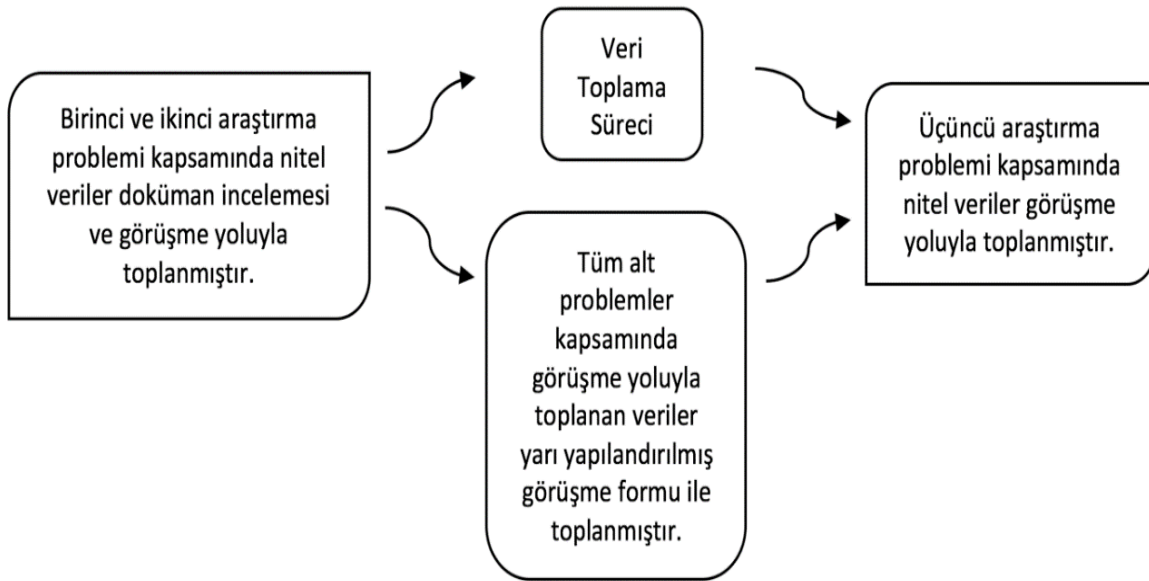 Birinci ve ikinci araştırma
problemi kapsamında nitel
veriler doküman incelemesi
ve görüşme yoluyla
toplanmıştır.
Veri
Toplama
Süreci
Tüm alt
problemler
kapsamında
görüşme yoluyla
toplanan veriler
yarı yapılandırılmış
görüşme formu ile
toplanmıştır.
Üçüncü araştırma
problemi kapsamında
nitel veriler görüşme
yoluyla toplanmıştır.